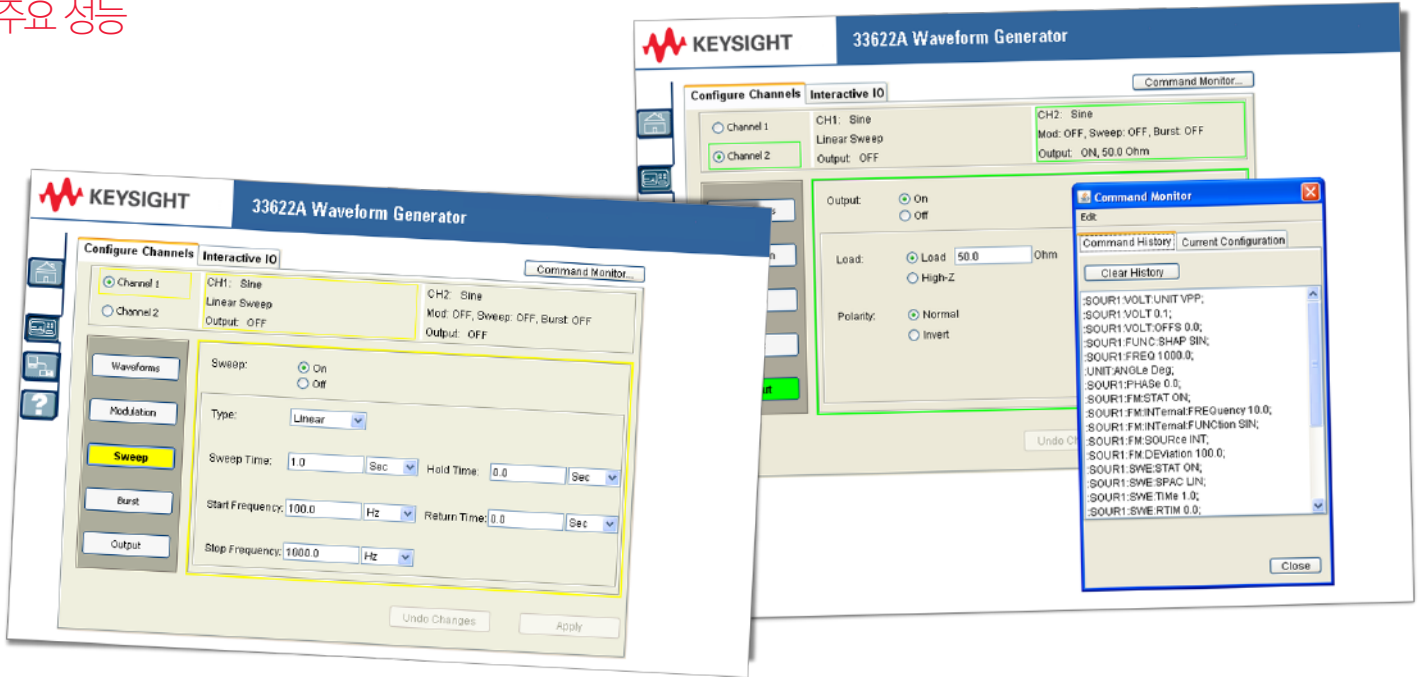 주요 성능
KEYSIGHT
33622A Waveform Generator
Configure Channels
Interactive IO
Command Monitor...
Channel 1
Channel 2
CH1: Sine
Linear Sweep
Output: OFF
CH2: Sine
Mod: OFF, Sweep: OFF, Burst: OFF
Output: OFF
Waveforms
Modulation
Sweep
Burst
Output
Sweep:
On
Off
Type:
Linear
Sweep Time:
1.0
Sec
Hold Time:
0.0
Sec
Start Frequency:
100.0
Hz
Return Time:
0.0
Sec
Stop Frequency:
1000.0
Hz
Undo Changes
Apply
KEYSIGHT
33622A Waveform Generator
Configure Channels
Interactive IO
Command Monitor...
Channel 1
Channel 2
CH1: Sine
Linear Sweep
Output: OFF
CH2: Sine
Mod: OFF, Sweep: OFF, Burst: OFF
Output: ON, 50.0 Ohm
Output:
On
Off
Load:
Load
50.0
Ohm
High-Z
Polarity:
Normal
Invert
Undo
Command Monitor
Edit
Command History
Current Configuration
Clear History
:SOUR1:VOLT:UNIT VPP;
:SOUR1:VOLT 0.1;
:SOUR1:VOLT:OFFS 0.0;
:SOUR1:FUNC:SHAP SIN;
:SOUR1:FREQ 1000.0;
:UNIT:ANGLe Deg;
:SOUR1:PHASe 0.0;
:SOUR1:FM:STAT ON;
:SOUR1:FM:INTernal:FREQuency 10.0;
:SOUR1:FM:INTernal:FUNCtion SIN;
:SOUR1:FM:SOURce INT;
:SOUR1:FM:DEViation 100.0;
:SOUR1:SWE:STAT ON;
:SOUR1:SWE:SPAC LIN;
:SOUR1:SWE:TIMe 1.0;
:SOUR1:SWE:RTIM 0.0;
Close